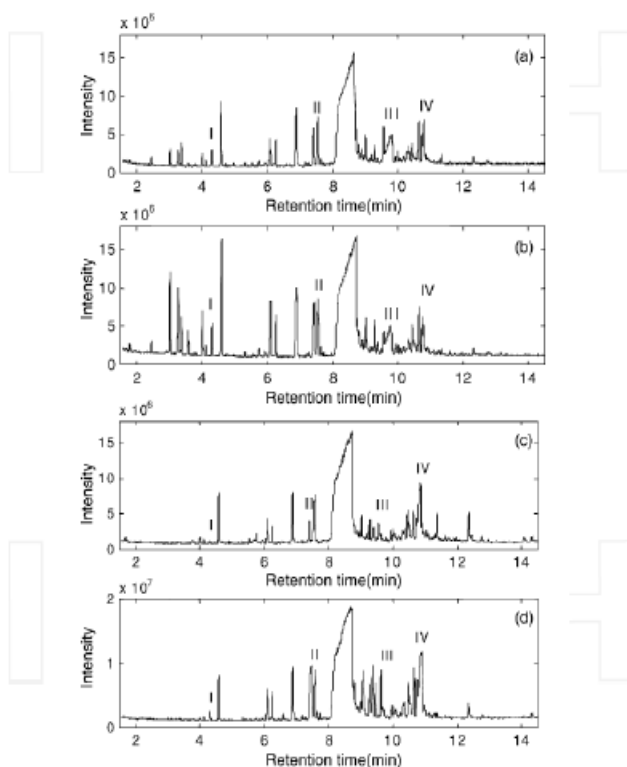 x 10⁶
15
10
5
0
Intensity
(a)
I
II
III
IV
2 4 6 8 10 12 14
Retention time(min)
x 10⁶
15
10
5
0
Intensity
(b)
I
II
III
IV
2 4 6 8 10 12 14
Retention time(min)
x 10⁶
15
10
5
0
Intensity
(c)
I
II
III
IV
2 4 6 8 10 12 14
Retention time(min)
x 10⁷
2
1
0
Intensity
(d)
I
II
III
IV
2 4 6 8 10 12 14
Retention time(min)